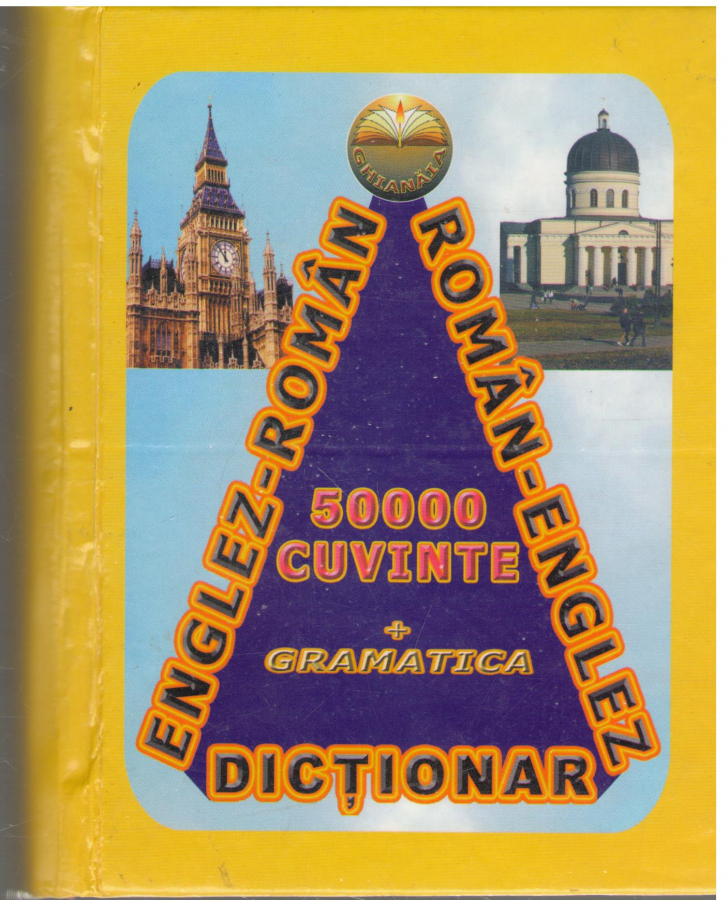 GHIANĂIA
ENGLEZ-ROMÂN
ROMÂN-ENGLEZ
50000
CUVINTE
+
GRAMATICA
DICȚIONAR